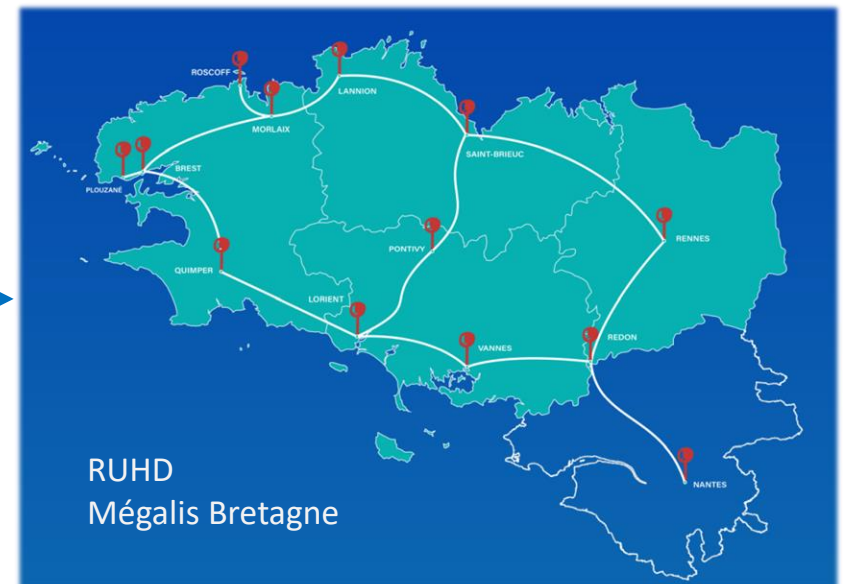 ROSCOFF
LANNION
MORLAIX
SAINT-BRIEUC
BREST
PLOUZANÉ
RENNES
PONTIVY
QUIMPER
LORIENT
REDON
VANNES
NANTES
RUHD
Mégalis Bretagne